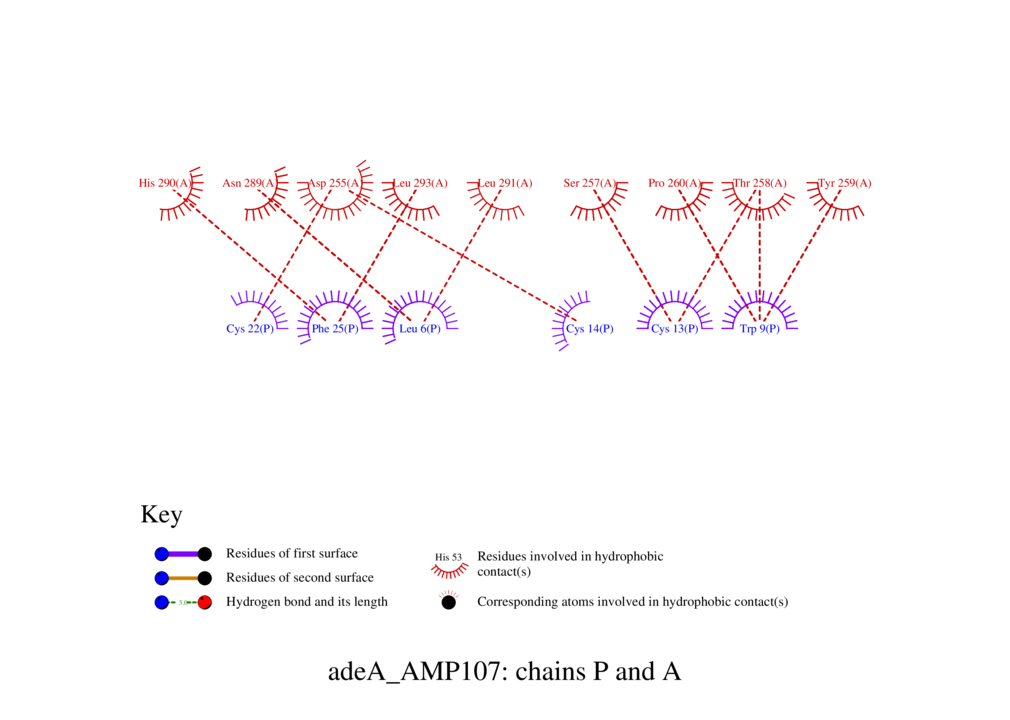 His 290(A) Asn 289(A) Asp 255(A) Leu 293(A) Leu 291(A) Ser 257(A) Pro 260(A) Thr 258(A) Tyr 259(A)
Cys 22(P) Phe 25(P) Leu 6(P) Cys 14(P) Cys 13(P) Trp 9(P)
Key
Residues of first surface
Residues of second surface
3.0
Hydrogen bond and its length
His 53
Residues involved in hydrophobic
contact(s)
Corresponding atoms involved in hydrophobic contact(s)
adeA_AMP107: chains P and A